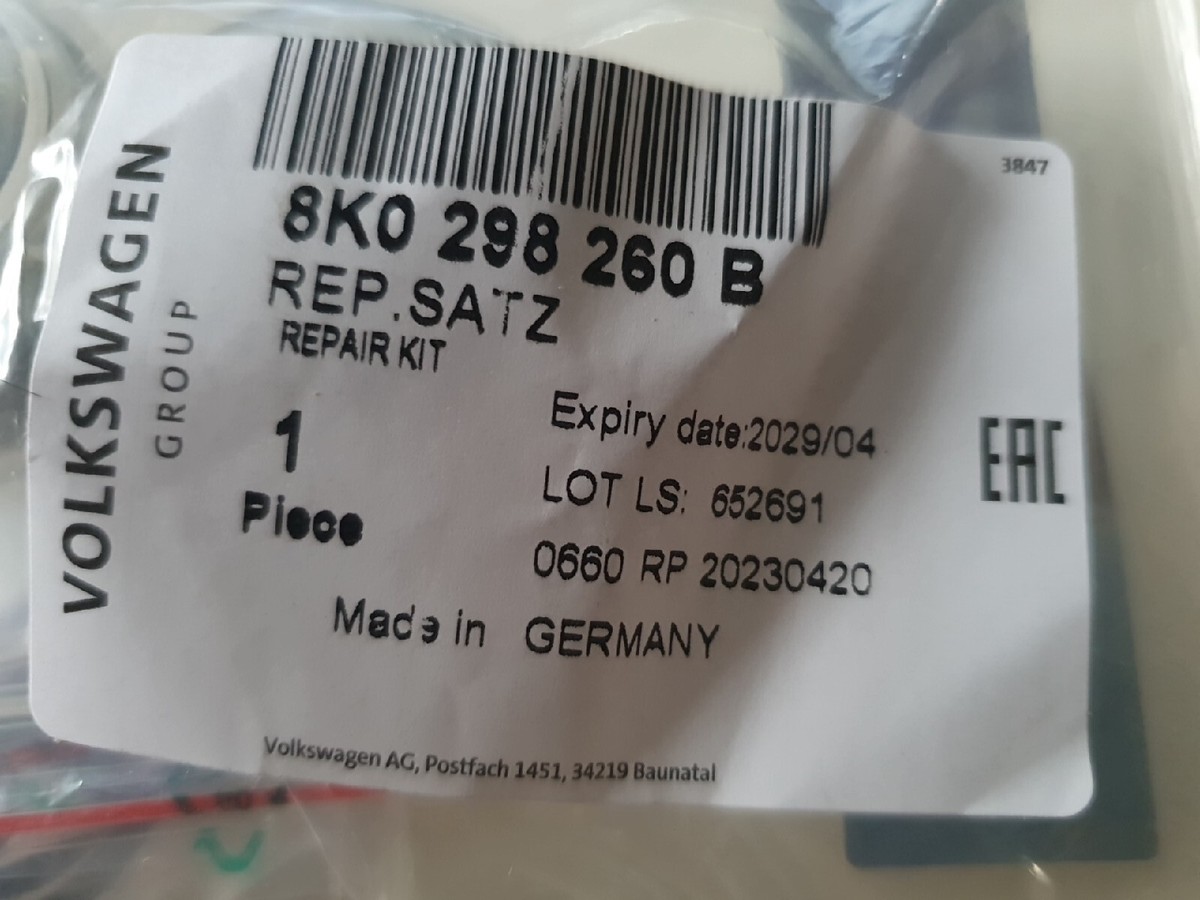 VOLKSWAGEN
GROUP
3847
8K0 298 260 B
REP.SATZ
REPAIR KIT
1
Piece
Expiry date:2029/04
LOT LS: 652691
0660 RP 20230420
Made in GERMANY
EAC
Volkswagen AG, Postfach 1451, 34219 Baunatal